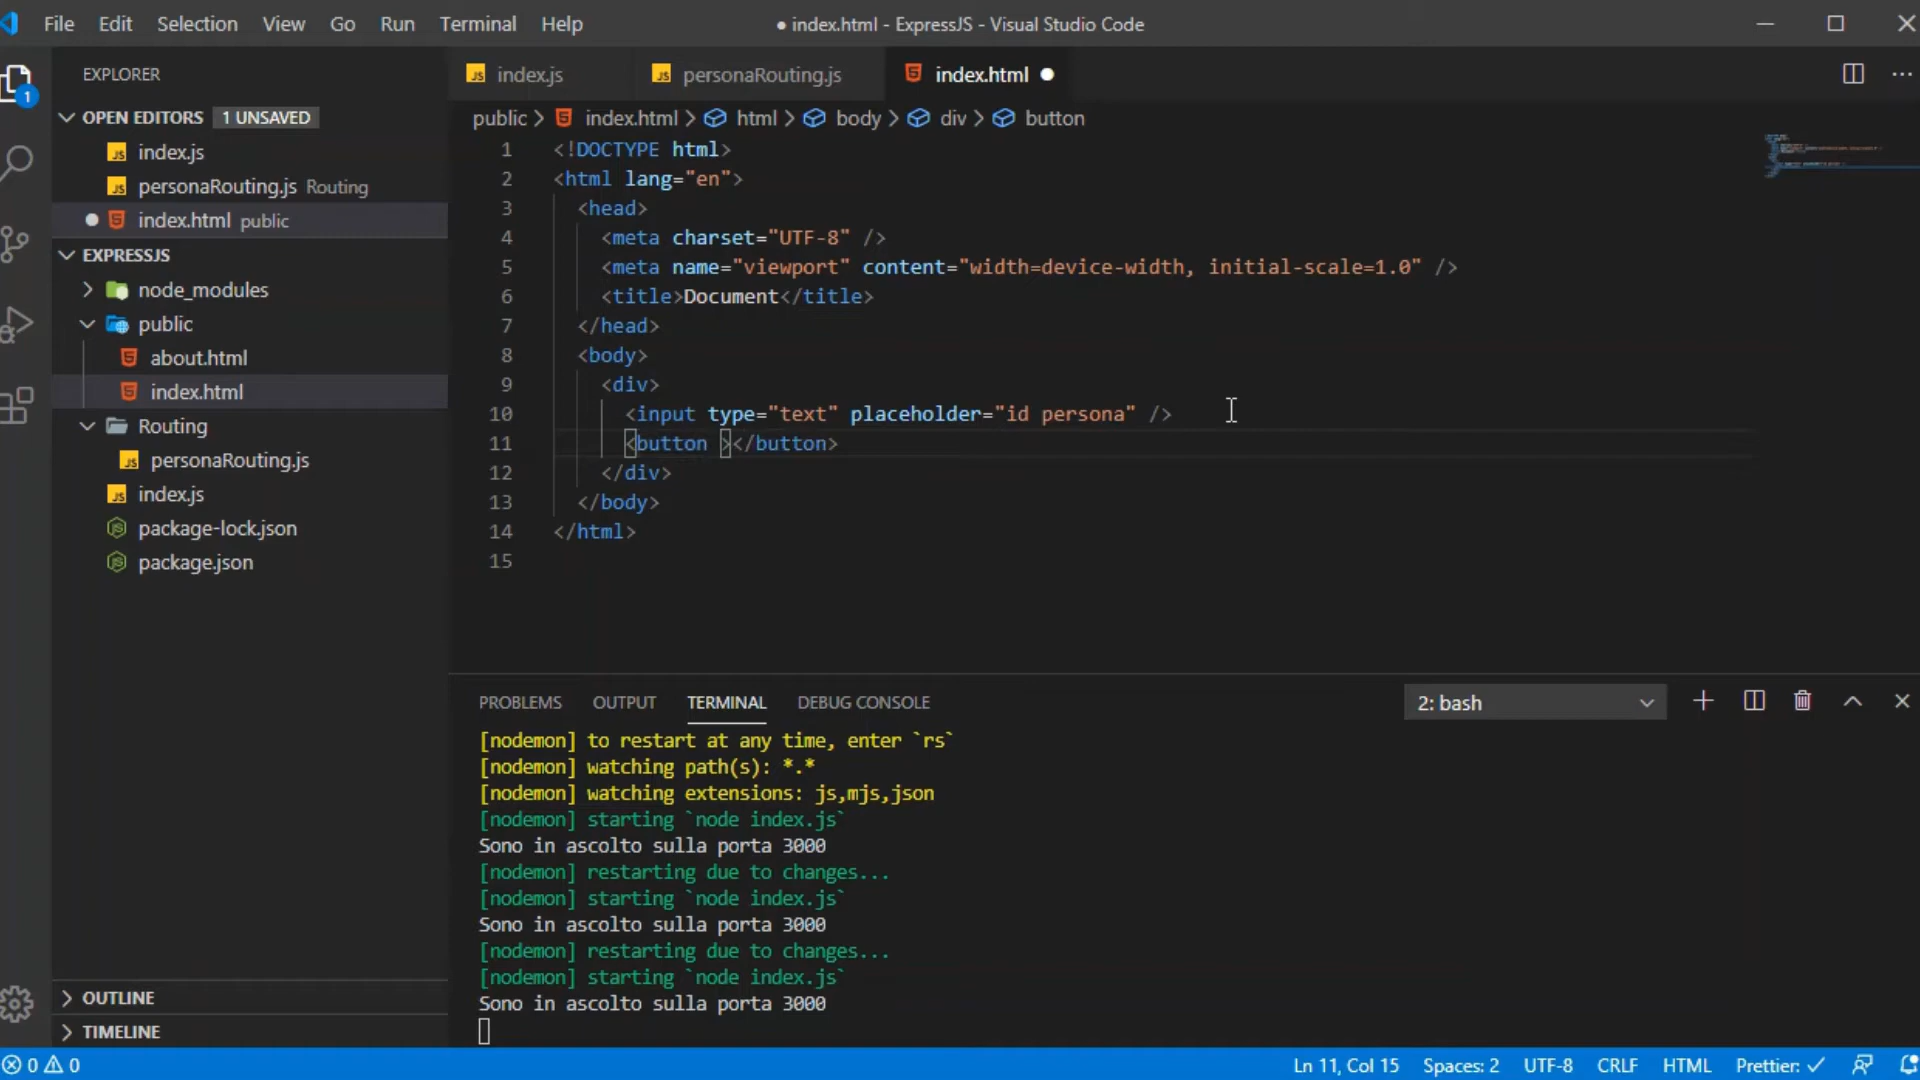 File Edit Selection View Go Run Terminal Help ● index.html - ExpressJS - Visual Studio Code
EXPLORER
1
OPEN EDITORS 1 UNSAVED
index.js
personaRouting.js Routing
index.html public
EXPRESSJS
node_modules
public
about.html
index.html
Routing
personaRouting.js
index.js
package-lock.json
package.json
OUTLINE
TIMELINE
index.js personaRouting.js index.html
public > index.html > html > body > div > button
1 <!DOCTYPE html>
2 <html lang="en">
3 <head>
4 <meta charset="UTF-8" />
5 <meta name="viewport" content="width=device-width, initial-scale=1.0" />
6 <title>Document</title>
7 </head>
8 <body>
9 <div>
10 <input type="text" placeholder="id persona" />
11 <button ></button>
12 </div>
13 </body>
14 </html>
15
PROBLEMS OUTPUT TERMINAL DEBUG CONSOLE 2: bash
[nodemon] to restart at any time, enter `rs`
[nodemon] watching path(s): *.*
[nodemon] watching extensions: js,mjs,json
[nodemon] starting `node index.js`
Sono in ascolto sulla porta 3000
[nodemon] restarting due to changes...
[nodemon] starting `node index.js`
Sono in ascolto sulla porta 3000
[nodemon] restarting due to changes...
[nodemon] starting `node index.js`
Sono in ascolto sulla porta 3000
0 0 Ln 11, Col 15 Spaces: 2 UTF-8 CRLF HTML Prettier: ✓